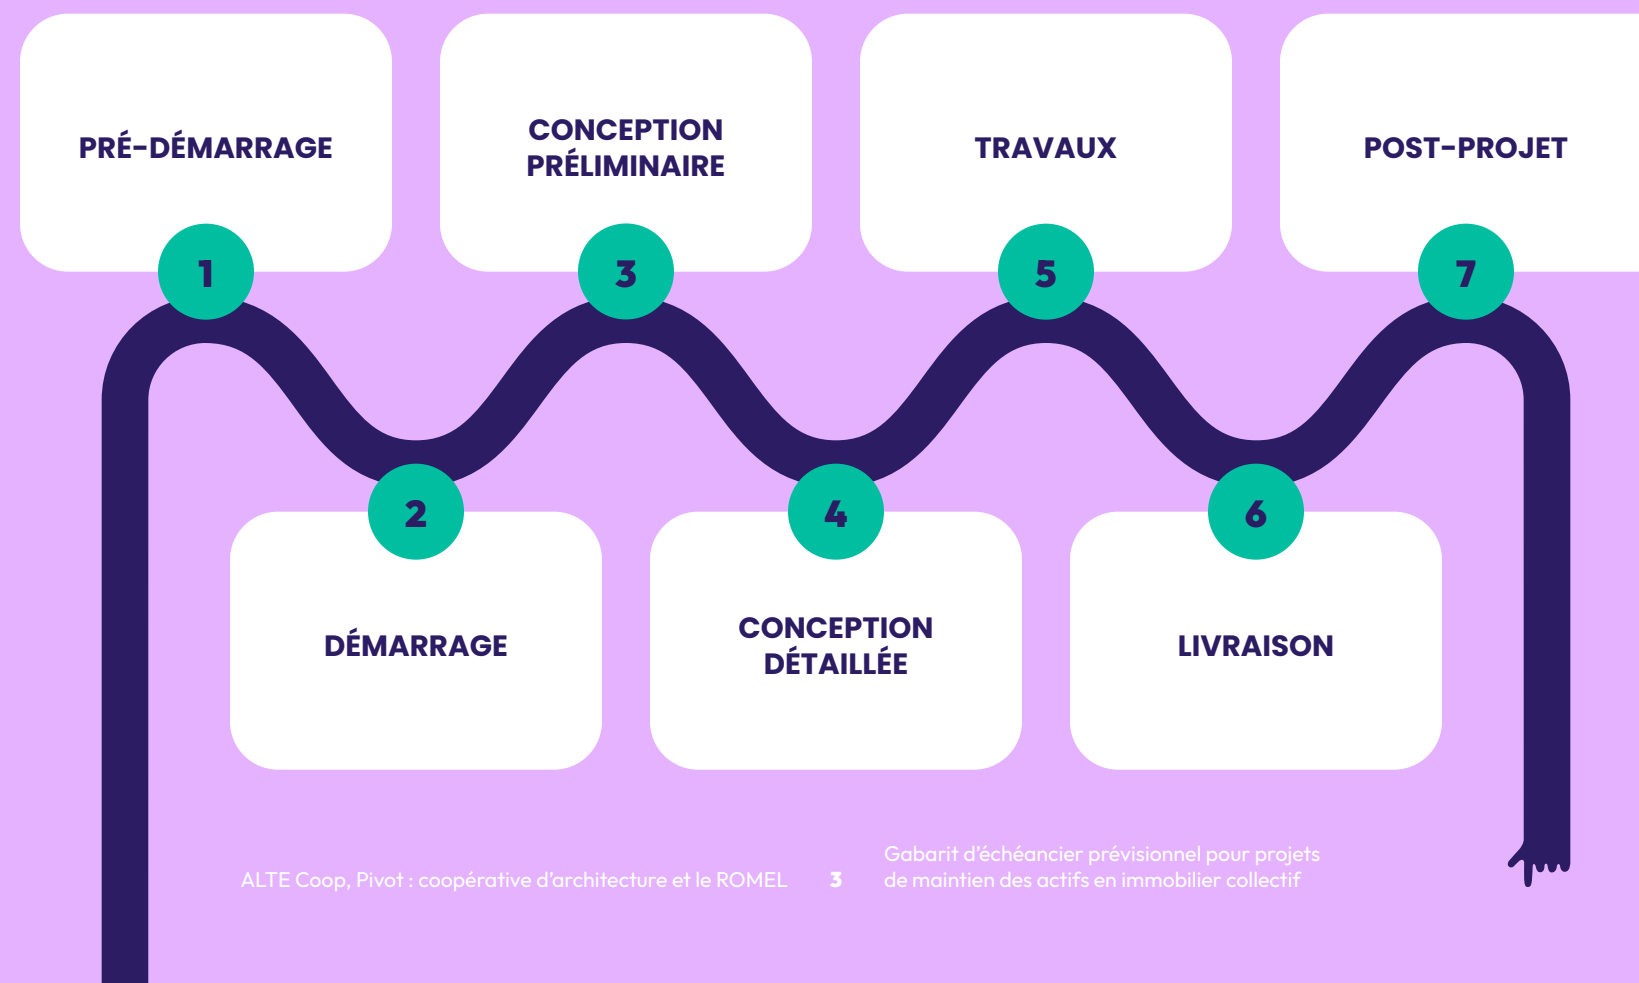 PRÉ-DÉMARRAGE
1
DÉMARRAGE
2
CONCEPTION
PRÉLIMINAIRE
3
CONCEPTION
DÉTAILLÉE
4
TRAVAUX
5
LIVRAISON
6
POST-PROJET
7
ALTE Coop, Pivot : coopérative d’architecture et le ROMEL
3
Gabarit d’échéancier prévisionnel pour projets
de maintien des actifs en immobilier collectif